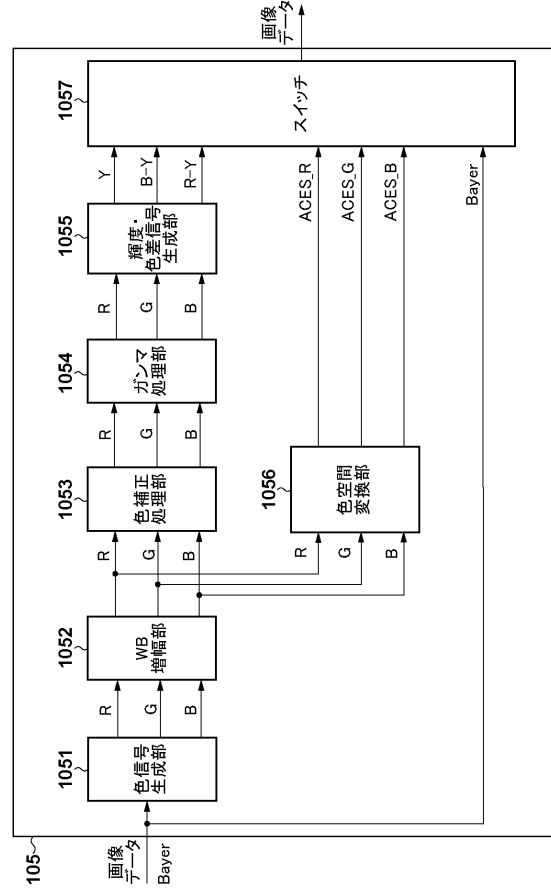 105
画像
データ
Bayer
1051
色信号
生成部
R
G
B
1052
WB
増幅部
R
G
B
1053
色補正
処理部
R
G
B
1054
ガンマ
処理部
R
G
B
1055
輝度・
色差信号
生成部
Y
B-Y
R-Y
R
G
B
1056
色空間
変換部
ACES_R
ACES_G
ACES_B
Bayer
1057
スイッチ
画像
データ